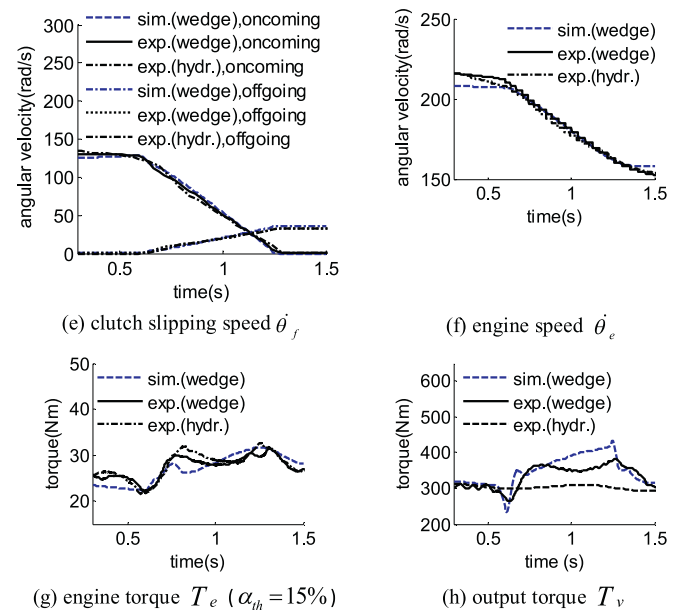 300
250
200
150
100
50
0
angular velocity(rad/s)
sim.(wedge),oncoming
exp.(wedge),oncoming
exp.(hydr.),oncoming
sim.(wedge),offgoing
exp.(wedge),offgoing
exp.(hydr.),offgoing
0.5 1 1.5
time(s)
(e) clutch slipping speed θ̇_f
250
200
150
angular velocity(rad/s)
sim.(wedge)
exp.(wedge)
exp.(hydr.)
0.5 1 1.5
time(s)
(f) engine speed θ̇_e
50
40
30
20
torque(Nm)
sim.(wedge)
exp.(wedge)
exp.(hydr.)
0.5 1 1.5
time(s)
(g) engine torque T_e (α_th=15%)
600
500
400
300
200
torque(Nm)
sim.(wedge)
exp.(wedge)
exp.(hydr.)
0.5 1 1.5
time (s)
(h) output torque T_v